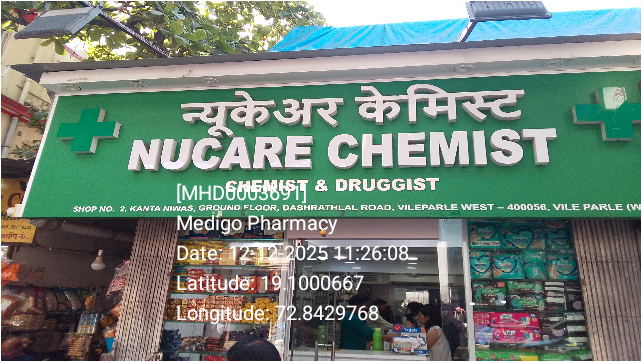 न्यूकेअर केमिस्ट
NUCARE CHEMIST
CHEMIST & DRUGGIST
[MHD0003691]
SHOP NO. 2, KANTA NIWAS, GROUND FLOOR, DASHRATHLAL ROAD, VILEPARLE WEST – 400056, VILE PARLE (W
Medigo Pharmacy
Date: 12-12-2025 11:26:08
Latitude: 19.1000667
Longitude: 72.8429768